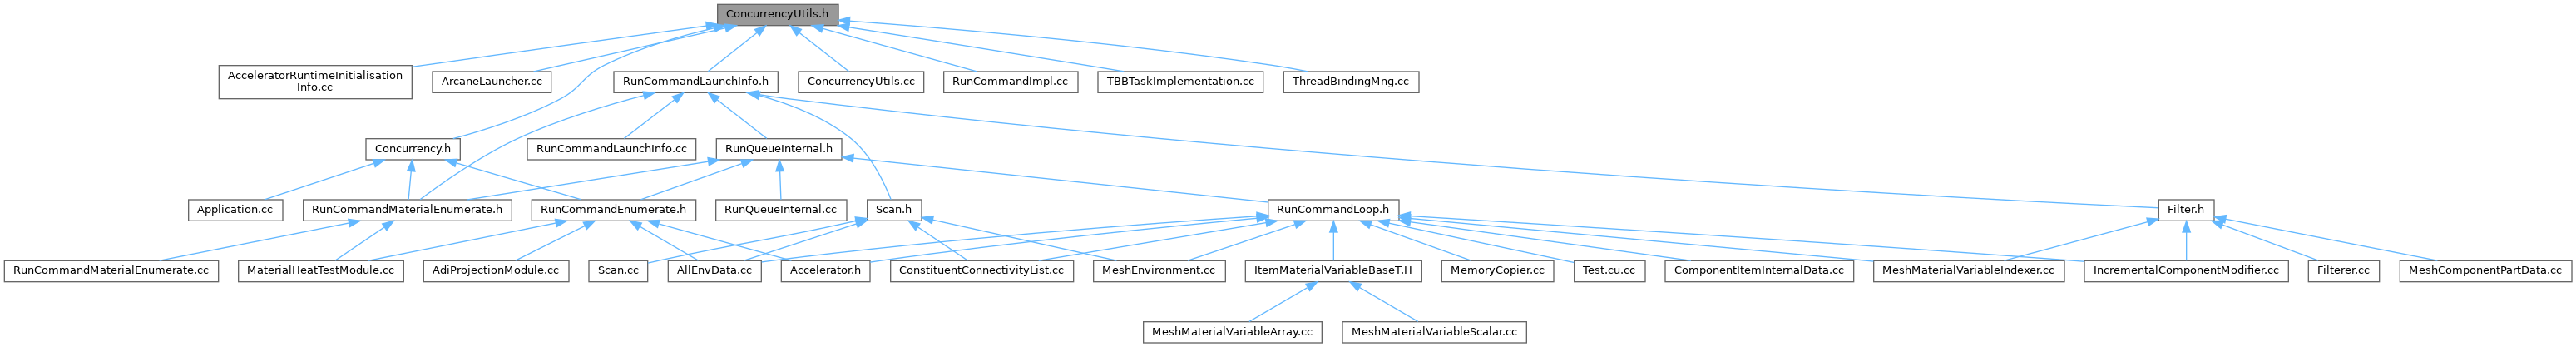 ConcurrencyUtils.h
AcceleratorRuntimeInitialisation
Info.cc
ArcaneLauncher.cc
RunCommandLaunchInfo.h
ConcurrencyUtils.cc
RunCommandImpl.cc
TBBTaskImplementation.cc
ThreadBindingMng.cc
Concurrency.h
RunCommandLaunchInfo.cc
RunQueueInternal.h
Application.cc
RunCommandMaterialEnumerate.h
RunCommandEnumerate.h
RunQueueInternal.cc
Scan.h
RunCommandLoop.h
Filter.h
RunCommandMaterialEnumerate.cc
MaterialHeatTestModule.cc
AdiProjectionModule.cc
Scan.cc
AllEnvData.cc
Accelerator.h
ConstituentConnectivityList.cc
MeshEnvironment.cc
ItemMaterialVariableBaseT.H
MemoryCopier.cc
Test.cu.cc
ComponentItemInternalData.cc
MeshMaterialVariableIndexer.cc
IncrementalComponentModifier.cc
Filterer.cc
MeshComponentPartData.cc
MeshMaterialVariableArray.cc
MeshMaterialVariableScalar.cc